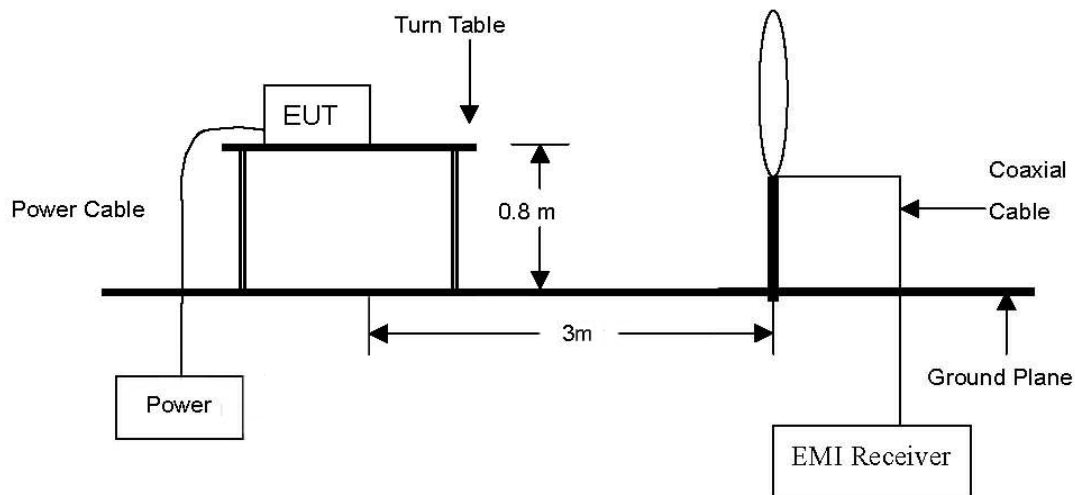 Turn Table
EUT
Power Cable
0.8 m
Coaxial
Cable
3m
Ground Plane
Power
EMI Receiver